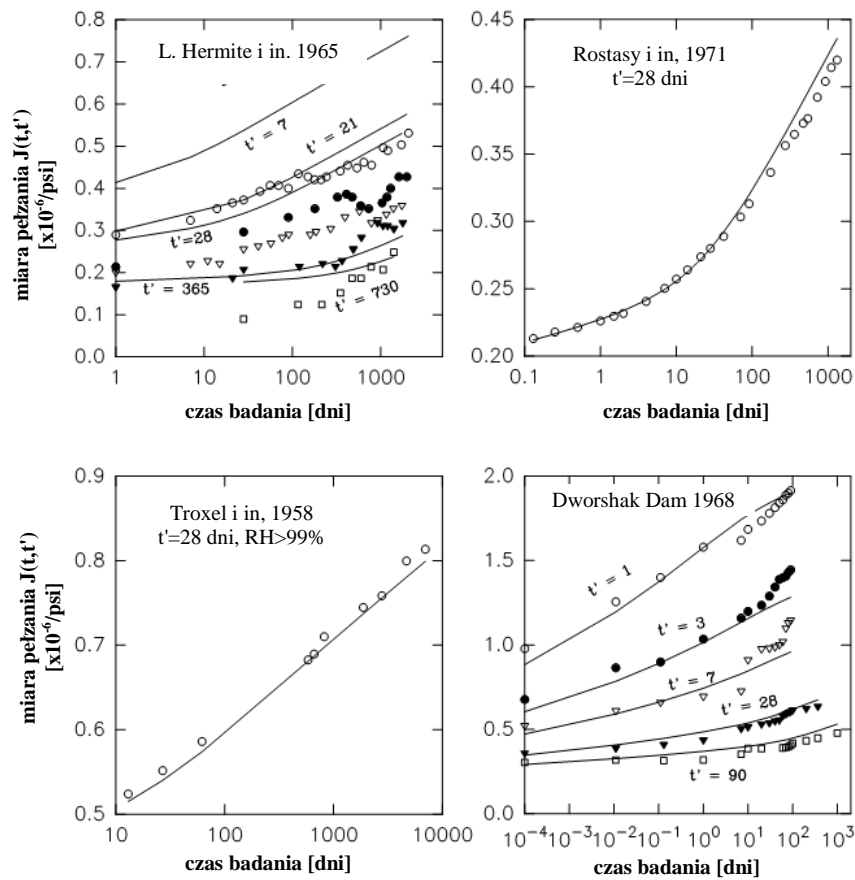 L. Hermite i in. 1965
0.8
0.7
0.6
0.5
0.4
0.3
0.2
0.1
0.0
miara pełzania J(t,t')
[x10-6/psi]
t' = 7
t' = 21
t'=28
t' = 365
t' = 730
1
10
100
1000
czas badania [dni]
Rostasy i in, 1971
t'=28 dni
0.45
0.40
0.35
0.30
0.25
0.20
0.1
1
10
100
1000
czas badania [dni]
Troxel i in, 1958
t'=28 dni, RH>99%
0.9
0.8
0.7
0.6
0.5
miara pełzania J(t,t')
[x10-6/psi]
10
100
1000
10000
czas badania [dni]
Dworshak Dam 1968
2.0
1.5
1.0
0.5
0.0
t' = 1
t' = 3
t' = 7
t' = 28
t' = 90
10−4 10−3 10−2 10−1 100 101 102 103
czas badania [dni]